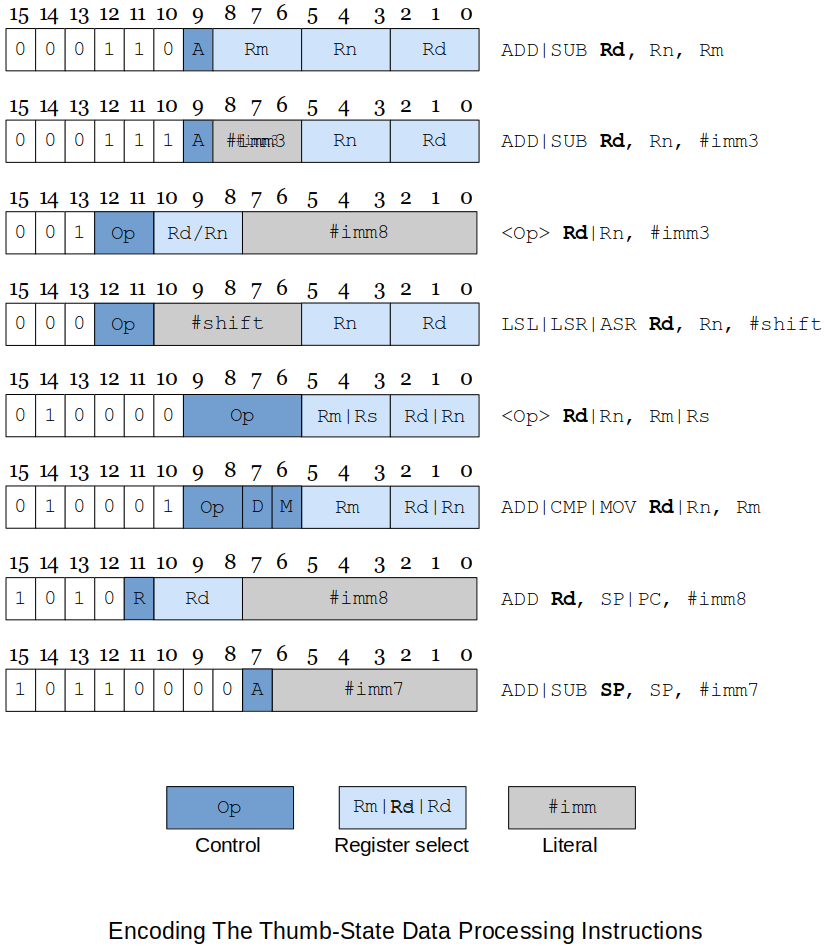 15 14 13 12 11 10 9 8 7 6 5 4 3 2 1 0
0 0 0 1 1 0 A Rm Rn Rd ADD|SUB Rd, Rn, Rm
15 14 13 12 11 10 9 8 7 6 5 4 3 2 1 0
0 0 0 1 1 1 A #imm3 Rn Rd ADD|SUB Rd, Rn, #imm3
15 14 13 12 11 10 9 8 7 6 5 4 3 2 1 0
0 0 1 Op Rd/Rn #imm8 <Op> Rd|Rn, #imm3
15 14 13 12 11 10 9 8 7 6 5 4 3 2 1 0
0 0 0 Op #shift Rn Rd LSL|LSR|ASR Rd, Rn, #shift
15 14 13 12 11 10 9 8 7 6 5 4 3 2 1 0
0 1 0 0 0 0 Op Rm|Rs Rd|Rn <Op> Rd|Rn, Rm|Rs
15 14 13 12 11 10 9 8 7 6 5 4 3 2 1 0
0 1 0 0 0 1 Op D M Rm Rd|Rn ADD|CMP|MOV Rd|Rn, Rm
15 14 13 12 11 10 9 8 7 6 5 4 3 2 1 0
1 0 1 0 R Rd #imm8 ADD Rd, SP|PC, #imm8
15 14 13 12 11 10 9 8 7 6 5 4 3 2 1 0
1 0 1 1 0 0 0 0 A #imm7 ADD|SUB SP, SP, #imm7
Op Rm| |Rd #imm
Control Register select Literal
Encoding The Thumb-State Data Processing Instructions